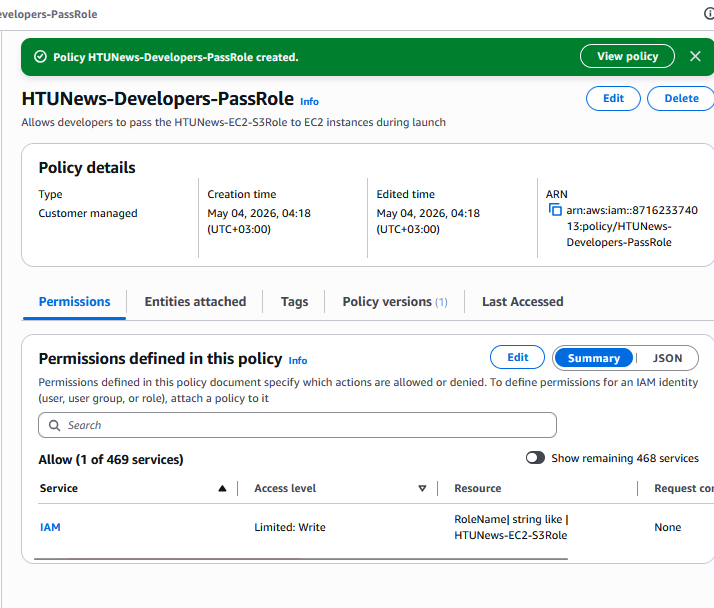 evelopers-PassRole
Policy HTUNews-Developers-PassRole created.
View policy
HTUNews-Developers-PassRole Info
Edit
Delete
Allows developers to pass the HTUNews-EC2-S3Role to EC2 instances during launch
Policy details
Type
Customer managed
Creation time
May 04, 2026, 04:18
(UTC+03:00)
Edited time
May 04, 2026, 04:18
(UTC+03:00)
ARN
arn:aws:iam::8716233740
13:policy/HTUNews-
Developers-PassRole
Permissions
Entities attached
Tags
Policy versions (1)
Last Accessed
Permissions defined in this policy Info
Edit
Summary
JSON
Permissions defined in this policy document specify which actions are allowed or denied. To define permissions for an IAM identity
(user, user group, or role), attach a policy to it
Search
Allow (1 of 469 services)
Show remaining 468 services
Service
Access level
Resource
Request con
IAM
Limited: Write
RoleName| string like |
HTUNews-EC2-S3Role
None